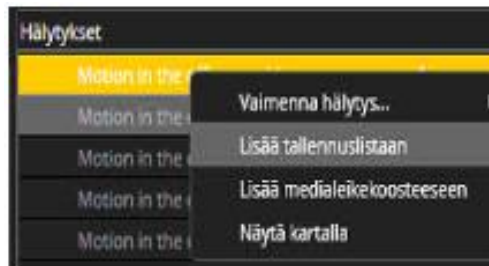 Hälytykset
Motion in the
Vaimenna hälytys...
Motion in the
Lisää tallennuslistaan
Motion in the
Lisää medialeikekoosteeseen
Motion in the
Näytä kartalla
Motion in the